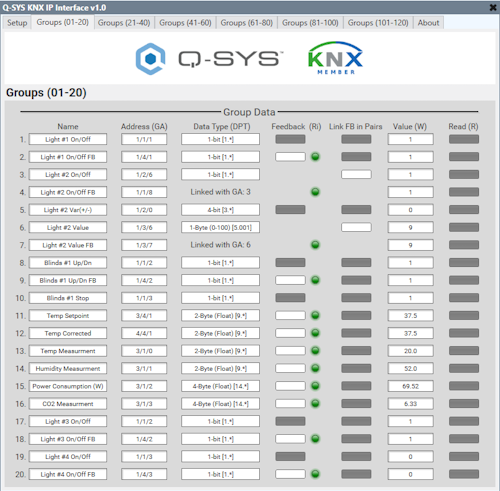 Q-SYS KNX IP Interface v1.0
Setup Groups (01-20) Groups (21-40) Groups (41-60) Groups (61-80) Groups (81-100) Groups (101-120) About
Q-SYS™ KNX
MEMBER
Groups (01-20)
Group Data
Name Address (GA) Data Type (DPT) Feedback (Ri) Link FB in Pairs Value (W) Read (R)
1. Light #1 On/Off 1/1/1 1-bit [1.*] 1
2. Light #1 On/Off FB 1/4/1 1-bit [1.*] 1
3. Light #2 On/Off 1/2/6 1-bit [1.*] 1
4. Light #2 On/Off FB 1/1/8 Linked with GA: 3 1
5. Light #2 Var(+/-) 1/2/0 4-bit [3.*] 0
6. Light #2 Value 1/3/6 1-Byte (0-100) [5.001] 9
7. Light #2 Value FB 1/3/7 Linked with GA: 6 9
8. Blinds #1 Up/Dn 1/1/2 1-bit [1.*] 1
9. Blinds #1 Up/Dn FB 1/4/2 1-bit [1.*] 1
10. Blinds #1 Stop 1/1/3 1-bit [1.*] 1
11. Temp Setpoint 3/4/1 2-Byte (Float) [9.*] 37.5
12. Temp Corrected 4/4/1 2-Byte (Float) [9.*] 37.5
13. Temp Measurment 3/1/0 2-Byte (Float) [9.*] 20.0
14. Humidity Measurment 3/1/1 2-Byte (Float) [9.*] 52.0
15. Power Consumption (W) 3/1/2 4-Byte (Float) [14.*] 69.52
16. CO2 Measurment 3/1/3 4-Byte (Float) [14.*] 6.33
17. Light #3 On/Off 1/1/2 1-bit [1.*] 1
18. Light #3 On/Off FB 1/4/2 1-bit [1.*] 1
19. Light #4 On/Off 1/1/3 1-bit [1.*] 0
20. Light #4 On/Off FB 1/4/3 1-bit [1.*] 0